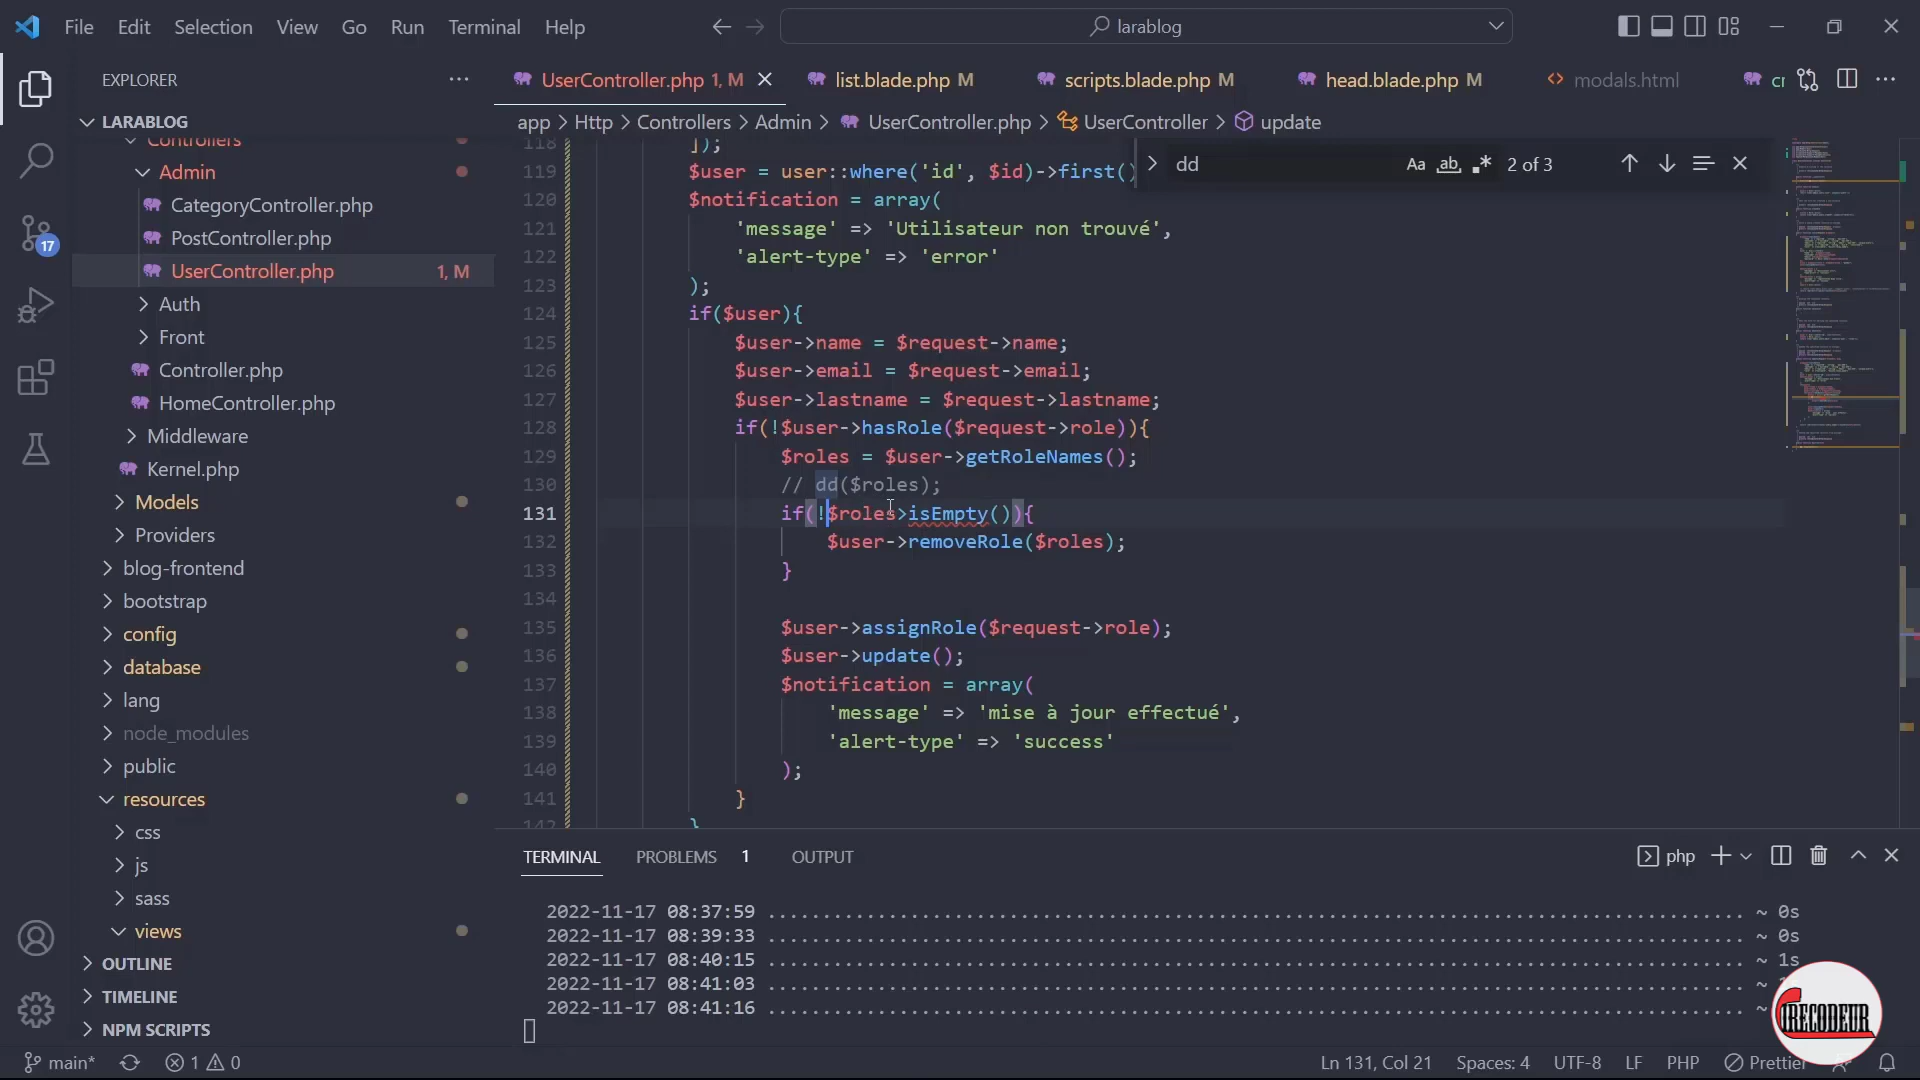 File Edit Selection View Go Run Terminal Help
larablog
EXPLORER
UserController.php 1, M
list.blade.php M
scripts.blade.php M
head.blade.php M
modals.html
cr
LARABLOG
app > Http > Controllers > Admin > UserController.php > UserController > update
Controllers
Admin
CategoryController.php
PostController.php
UserController.php 1, M
Auth
Front
Controller.php
HomeController.php
Middleware
Kernel.php
Models
Providers
blog-frontend
bootstrap
config
database
lang
node_modules
public
resources
css
js
sass
views
OUTLINE
TIMELINE
NPM SCRIPTS
17
dd
Aa ab .* 2 of 3
118 ]);
119 $user = user::where('id', $id)->first()
120 $notification = array(
121 'message' => 'Utilisateur non trouvé',
122 'alert-type' => 'error'
123 );
124 if($user){
125 $user->name = $request->name;
126 $user->email = $request->email;
127 $user->lastname = $request->lastname;
128 if(!$user->hasRole($request->role)){
129 $roles = $user->getRoleNames();
130 // dd($roles);
131 if(!$roles>isEmpty()){
132 $user->removeRole($roles);
133 }
134
135 $user->assignRole($request->role);
136 $user->update();
137 $notification = array(
138 'message' => 'mise à jour effectué',
139 'alert-type' => 'success'
140 );
141 }
142 }
TERMINAL PROBLEMS 1 OUTPUT
php
2022-11-17 08:37:59 ........................................................................................ ~ 0s
2022-11-17 08:39:33 ........................................................................................ ~ 0s
2022-11-17 08:40:15 ........................................................................................ ~ 1s
2022-11-17 08:41:03 ........................................................................................ ~
2022-11-17 08:41:16 ........................................................................................ ~
IRECODEUR
main* 1 0
Ln 131, Col 21 Spaces: 4 UTF-8 LF PHP Prettier